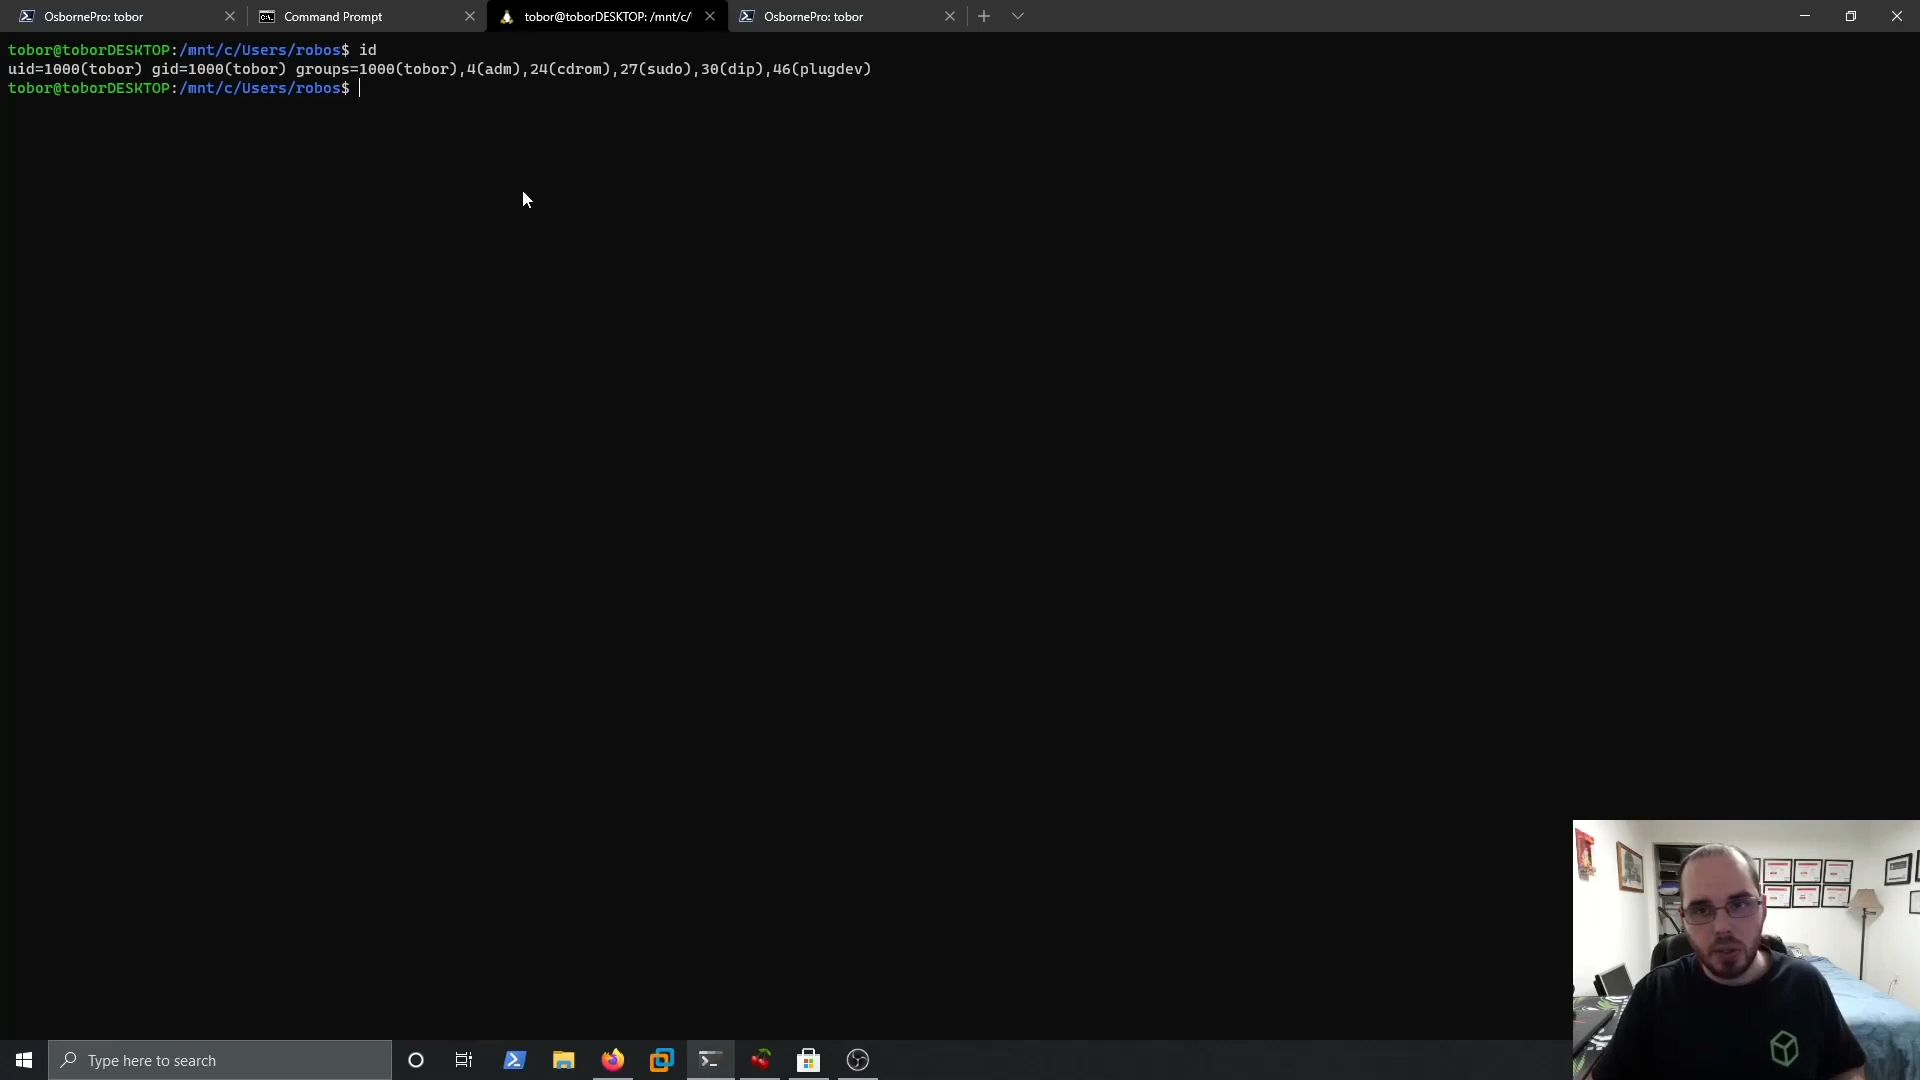 OsbornePro: tobor
Command Prompt
tobor@toborDESKTOP: /mnt/c/
OsbornePro: tobor
tobor@toborDESKTOP:/mnt/c/Users/robos$ id
uid=1000(tobor) gid=1000(tobor) groups=1000(tobor),4(adm),24(cdrom),27(sudo),30(dip),46(plugdev)
tobor@toborDESKTOP:/mnt/c/Users/robos$
Type here to search